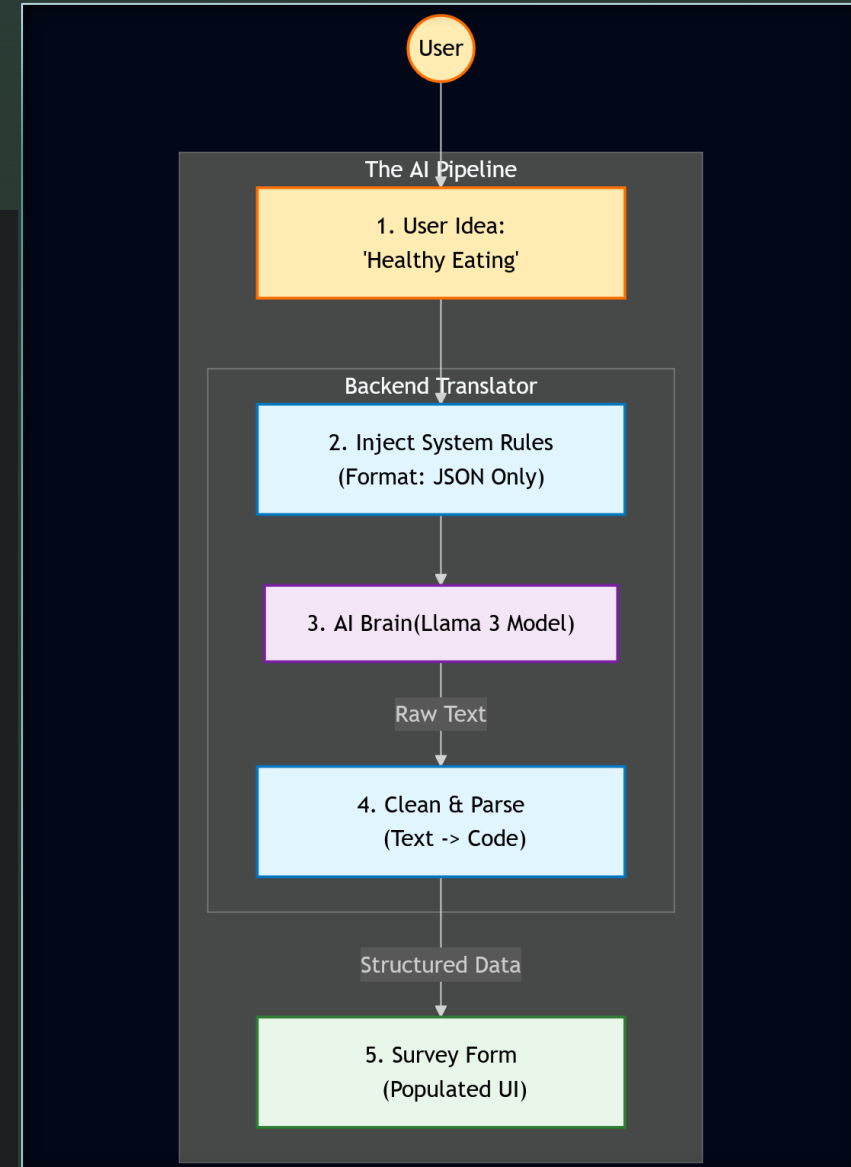 User
The AI Pipeline
1. User Idea:
'Healthy Eating'
Backend Translator
2. Inject System Rules
(Format: JSON Only)
3. AI Brain(Llama 3 Model)
Raw Text
4. Clean & Parse
(Text -> Code)
Structured Data
5. Survey Form
(Populated UI)